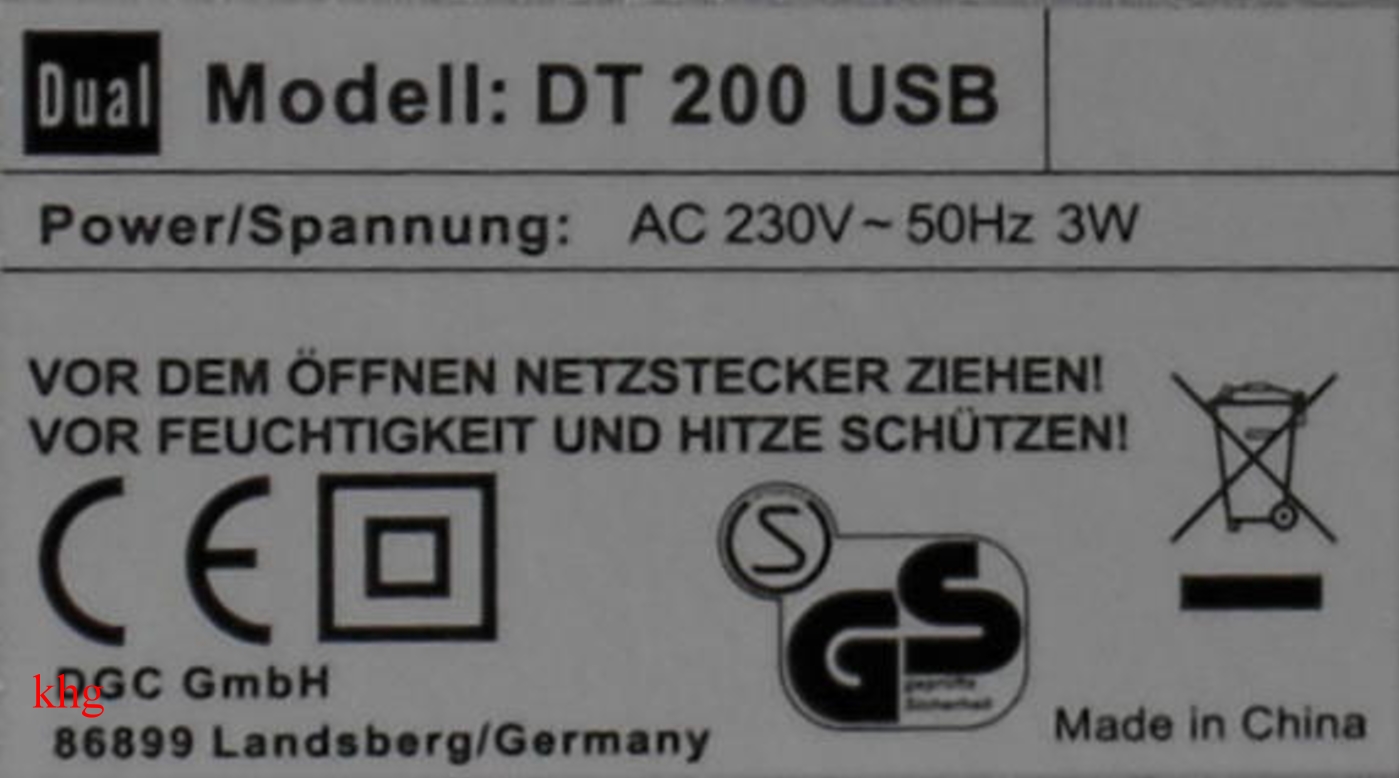 Dual Modell: DT 200 USB
Power/Spannung: AC 230V~ 50Hz 3W
VOR DEM ÖFFNEN NETZSTECKER ZIEHEN!
VOR FEUCHTIGKEIT UND HITZE SCHÜTZEN!
CE
S
GS
geprüfte
Sicherheit
DGC GmbH
khg
86899 Landsberg/Germany
Made in China